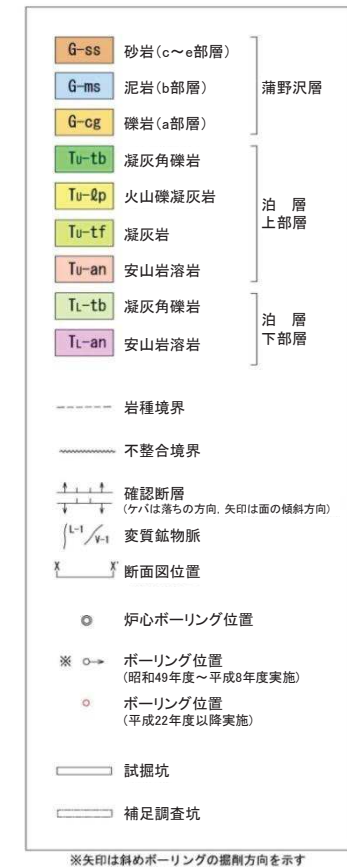 G-ss 砂岩(c～e部層)
G-ms 泥岩(b部層) 蒲野沢層
G-cg 礫岩(a部層)
Tu-tb 凝灰角礫岩
Tu-ℓp 火山礫凝灰岩
泊 層
上部層
Tu-tf 凝灰岩
Tu-an 安山岩溶岩
TL-tb 凝灰角礫岩
泊 層
下部層
TL-an 安山岩溶岩
岩種境界
不整合境界
確認断層
(ケバは落ちの方向, 矢印は面の傾斜方向)
L-1 V-1 変質鉱物脈
X X' 断面図位置
炉心ボーリング位置
※ ボーリング位置
(昭和49年度～平成8年度実施)
ボーリング位置
(平成22年度以降実施)
試掘坑
補足調査坑
※矢印は斜めボーリングの掘削方向を示す